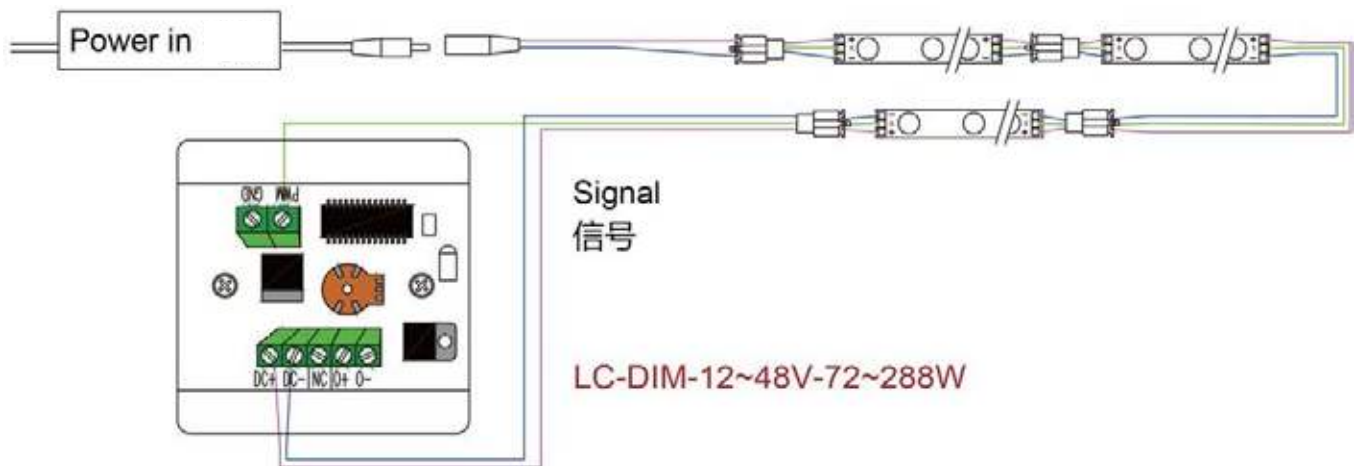 Power in
GND PWM
Signal
信号
DC+ DC- NC O+ O-
LC-DIM-12~48V-72~288W